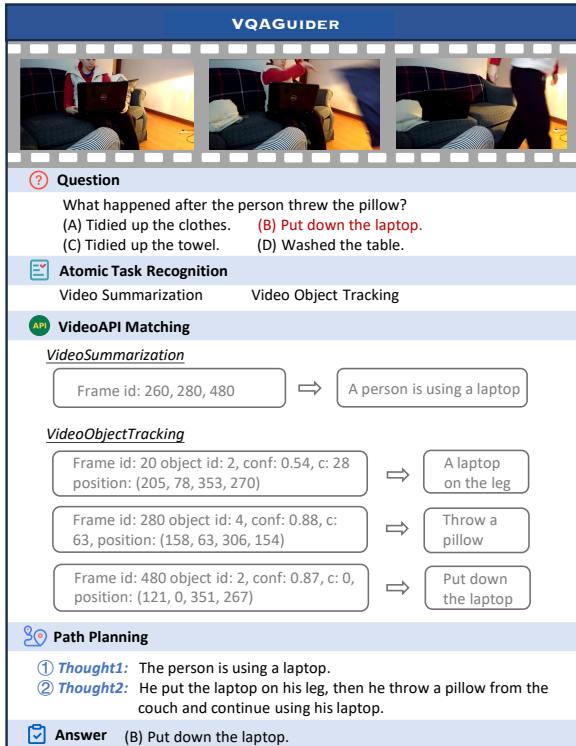 VQAGUIDER
Question
What happened after the person threw the pillow?
(A) Tidied up the clothes. (B) Put down the laptop.
(C) Tidied up the towel. (D) Washed the table.
Atomic Task Recognition
Video Summarization Video Object Tracking
API VideoAPI Matching
VideoSummarization
Frame id: 260, 280, 480 A person is using a laptop
VideoObjectTracking
Frame id: 20 object id: 2, conf: 0.54, c: 28
position: (205, 78, 353, 270)
A laptop
on the leg
Frame id: 280 object id: 4, conf: 0.88, c:
63, position: (158, 63, 306, 154)
Throw a
pillow
Frame id: 480 object id: 2, conf: 0.87, c: 0,
position: (121, 0, 351, 267)
Put down
the laptop
Path Planning
① Thought1: The person is using a laptop.
② Thought2: He put the laptop on his leg, then he throw a pillow from the
couch and continue using his laptop.
Answer (B) Put down the laptop.